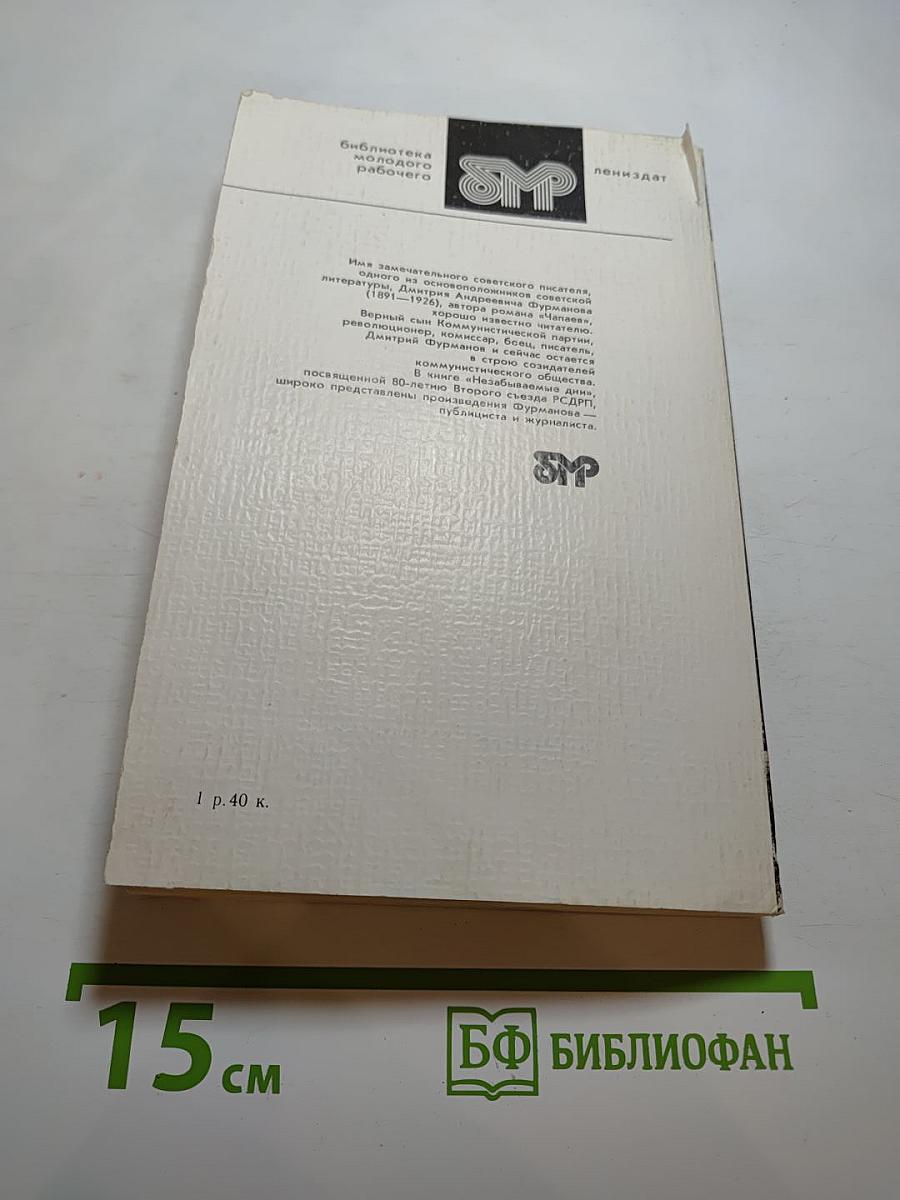 библиотека
молодого
рабочего
бмр
лениздат
Имя замечательного советского писателя,
одного из основоположников советской
литературы, Дмитрия Андреевича Фурманова
(1891—1926), автора романа «Чапаев»,
хорошо известно читателю.
Верный сын Коммунистической партии,
революционер, комиссар, боец, писатель,
Дмитрий Фурманов и сейчас остается
в строю созидателей
коммунистического общества.
В книге «Незабываемые дни»,
посвященной 80-летию Второго съезда РСДРП,
широко представлены произведения Фурманова —
публициста и журналиста.
бмр
1 р. 40 к.
15 см
БФ БИБЛИОФАН